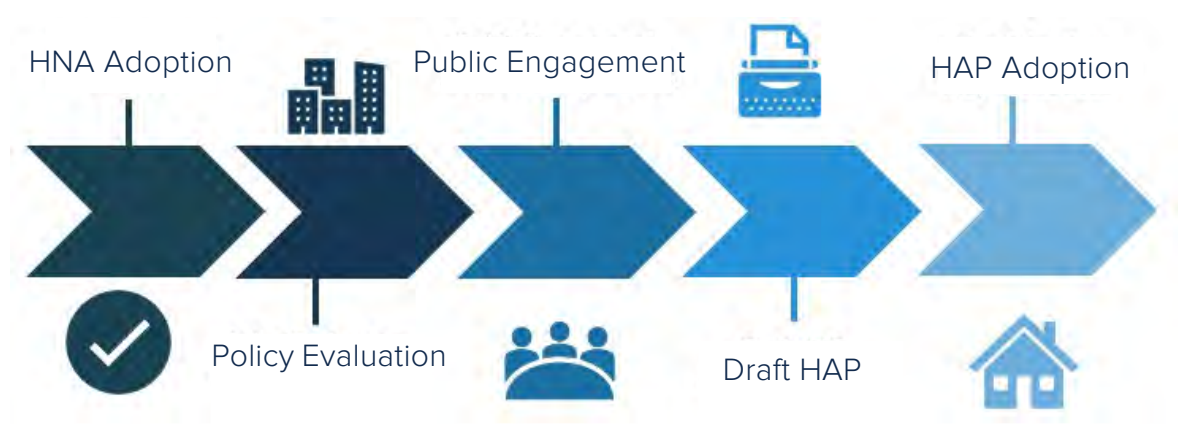 HNA Adoption
Policy Evaluation
Public Engagement
Draft HAP
HAP Adoption